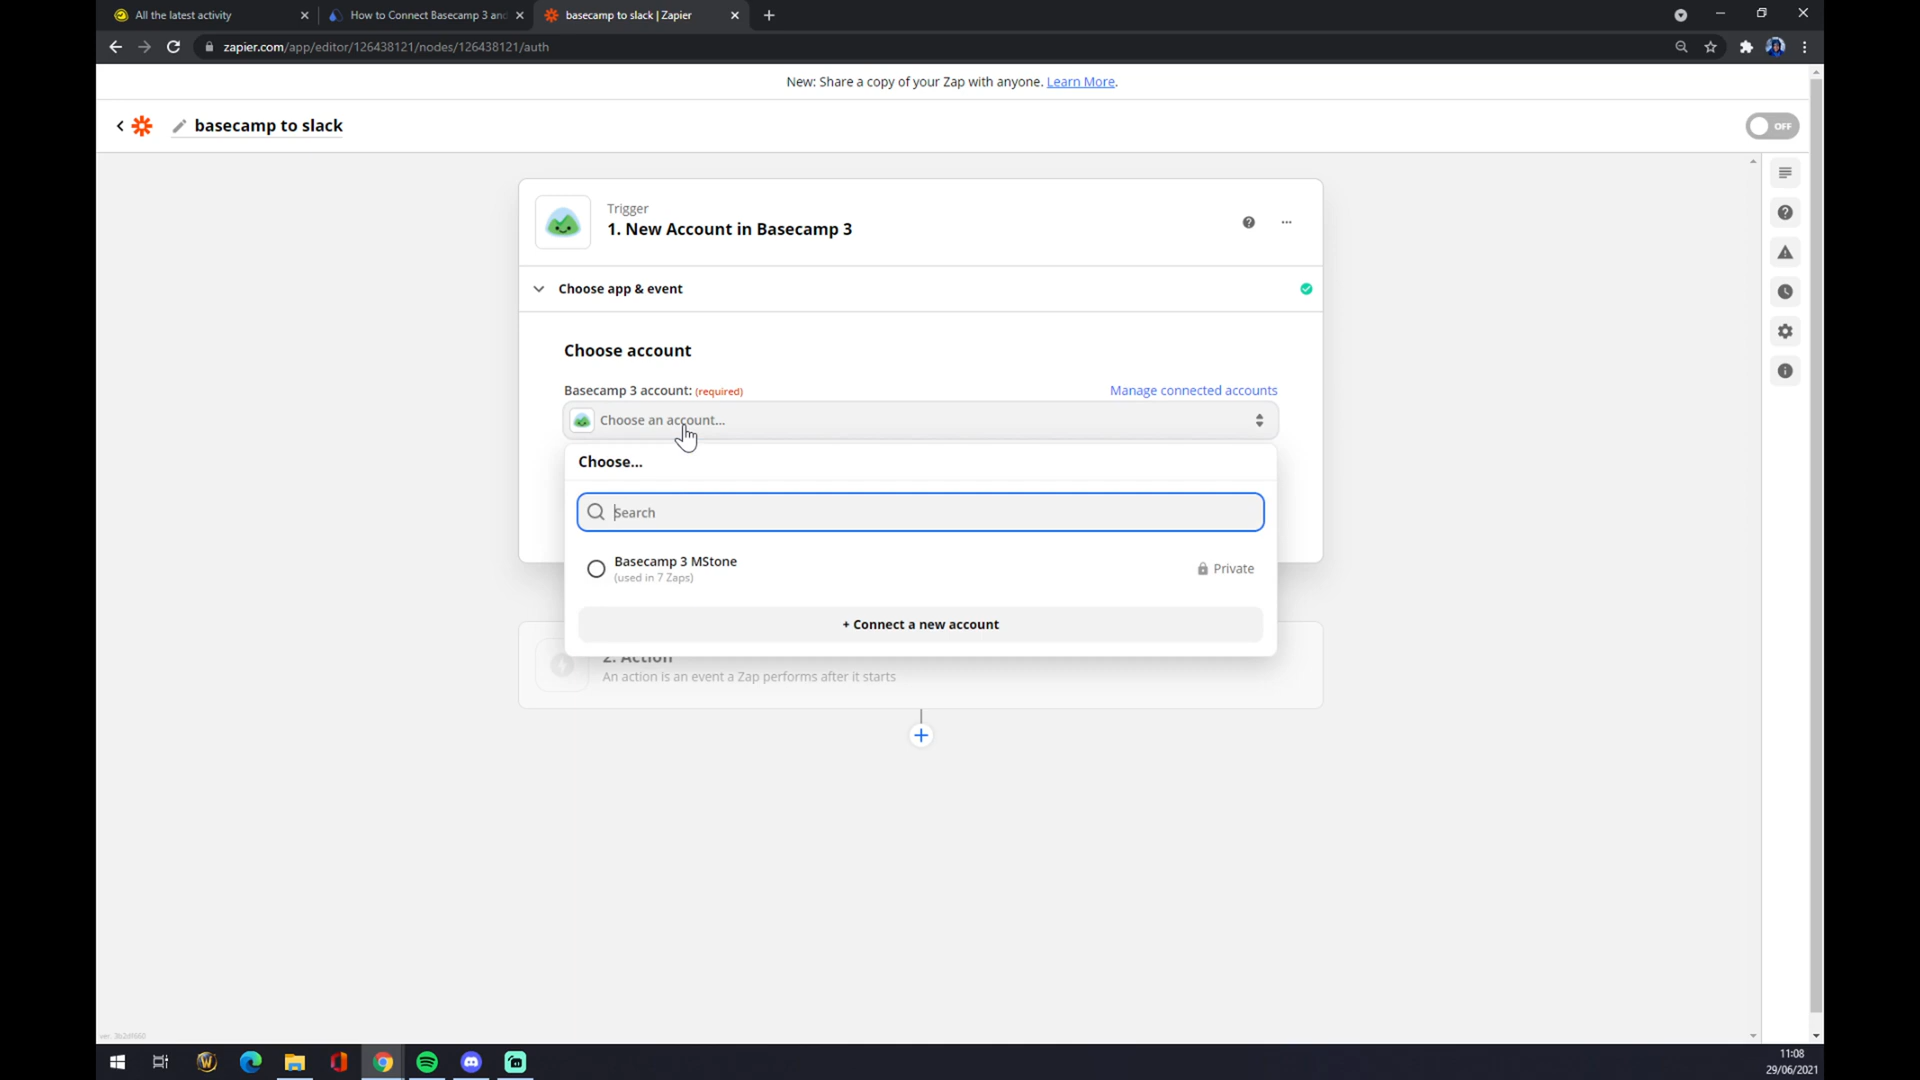 All the latest activity
How to Connect Basecamp 3 and
basecamp to slack | Zapier
zapier.com/app/editor/126438121/nodes/126438121/auth
New: Share a copy of your Zap with anyone. Learn More.
basecamp to slack
OFF
Trigger
1. New Account in Basecamp 3
Choose app & event
Choose account
Basecamp 3 account: (required)
Manage connected accounts
Choose an account...
Choose...
Search
Basecamp 3 MStone
(used in 7 Zaps)
Private
+ Connect a new account
2. Action
An action is an event a Zap performs after it starts
11:08
29/06/2021